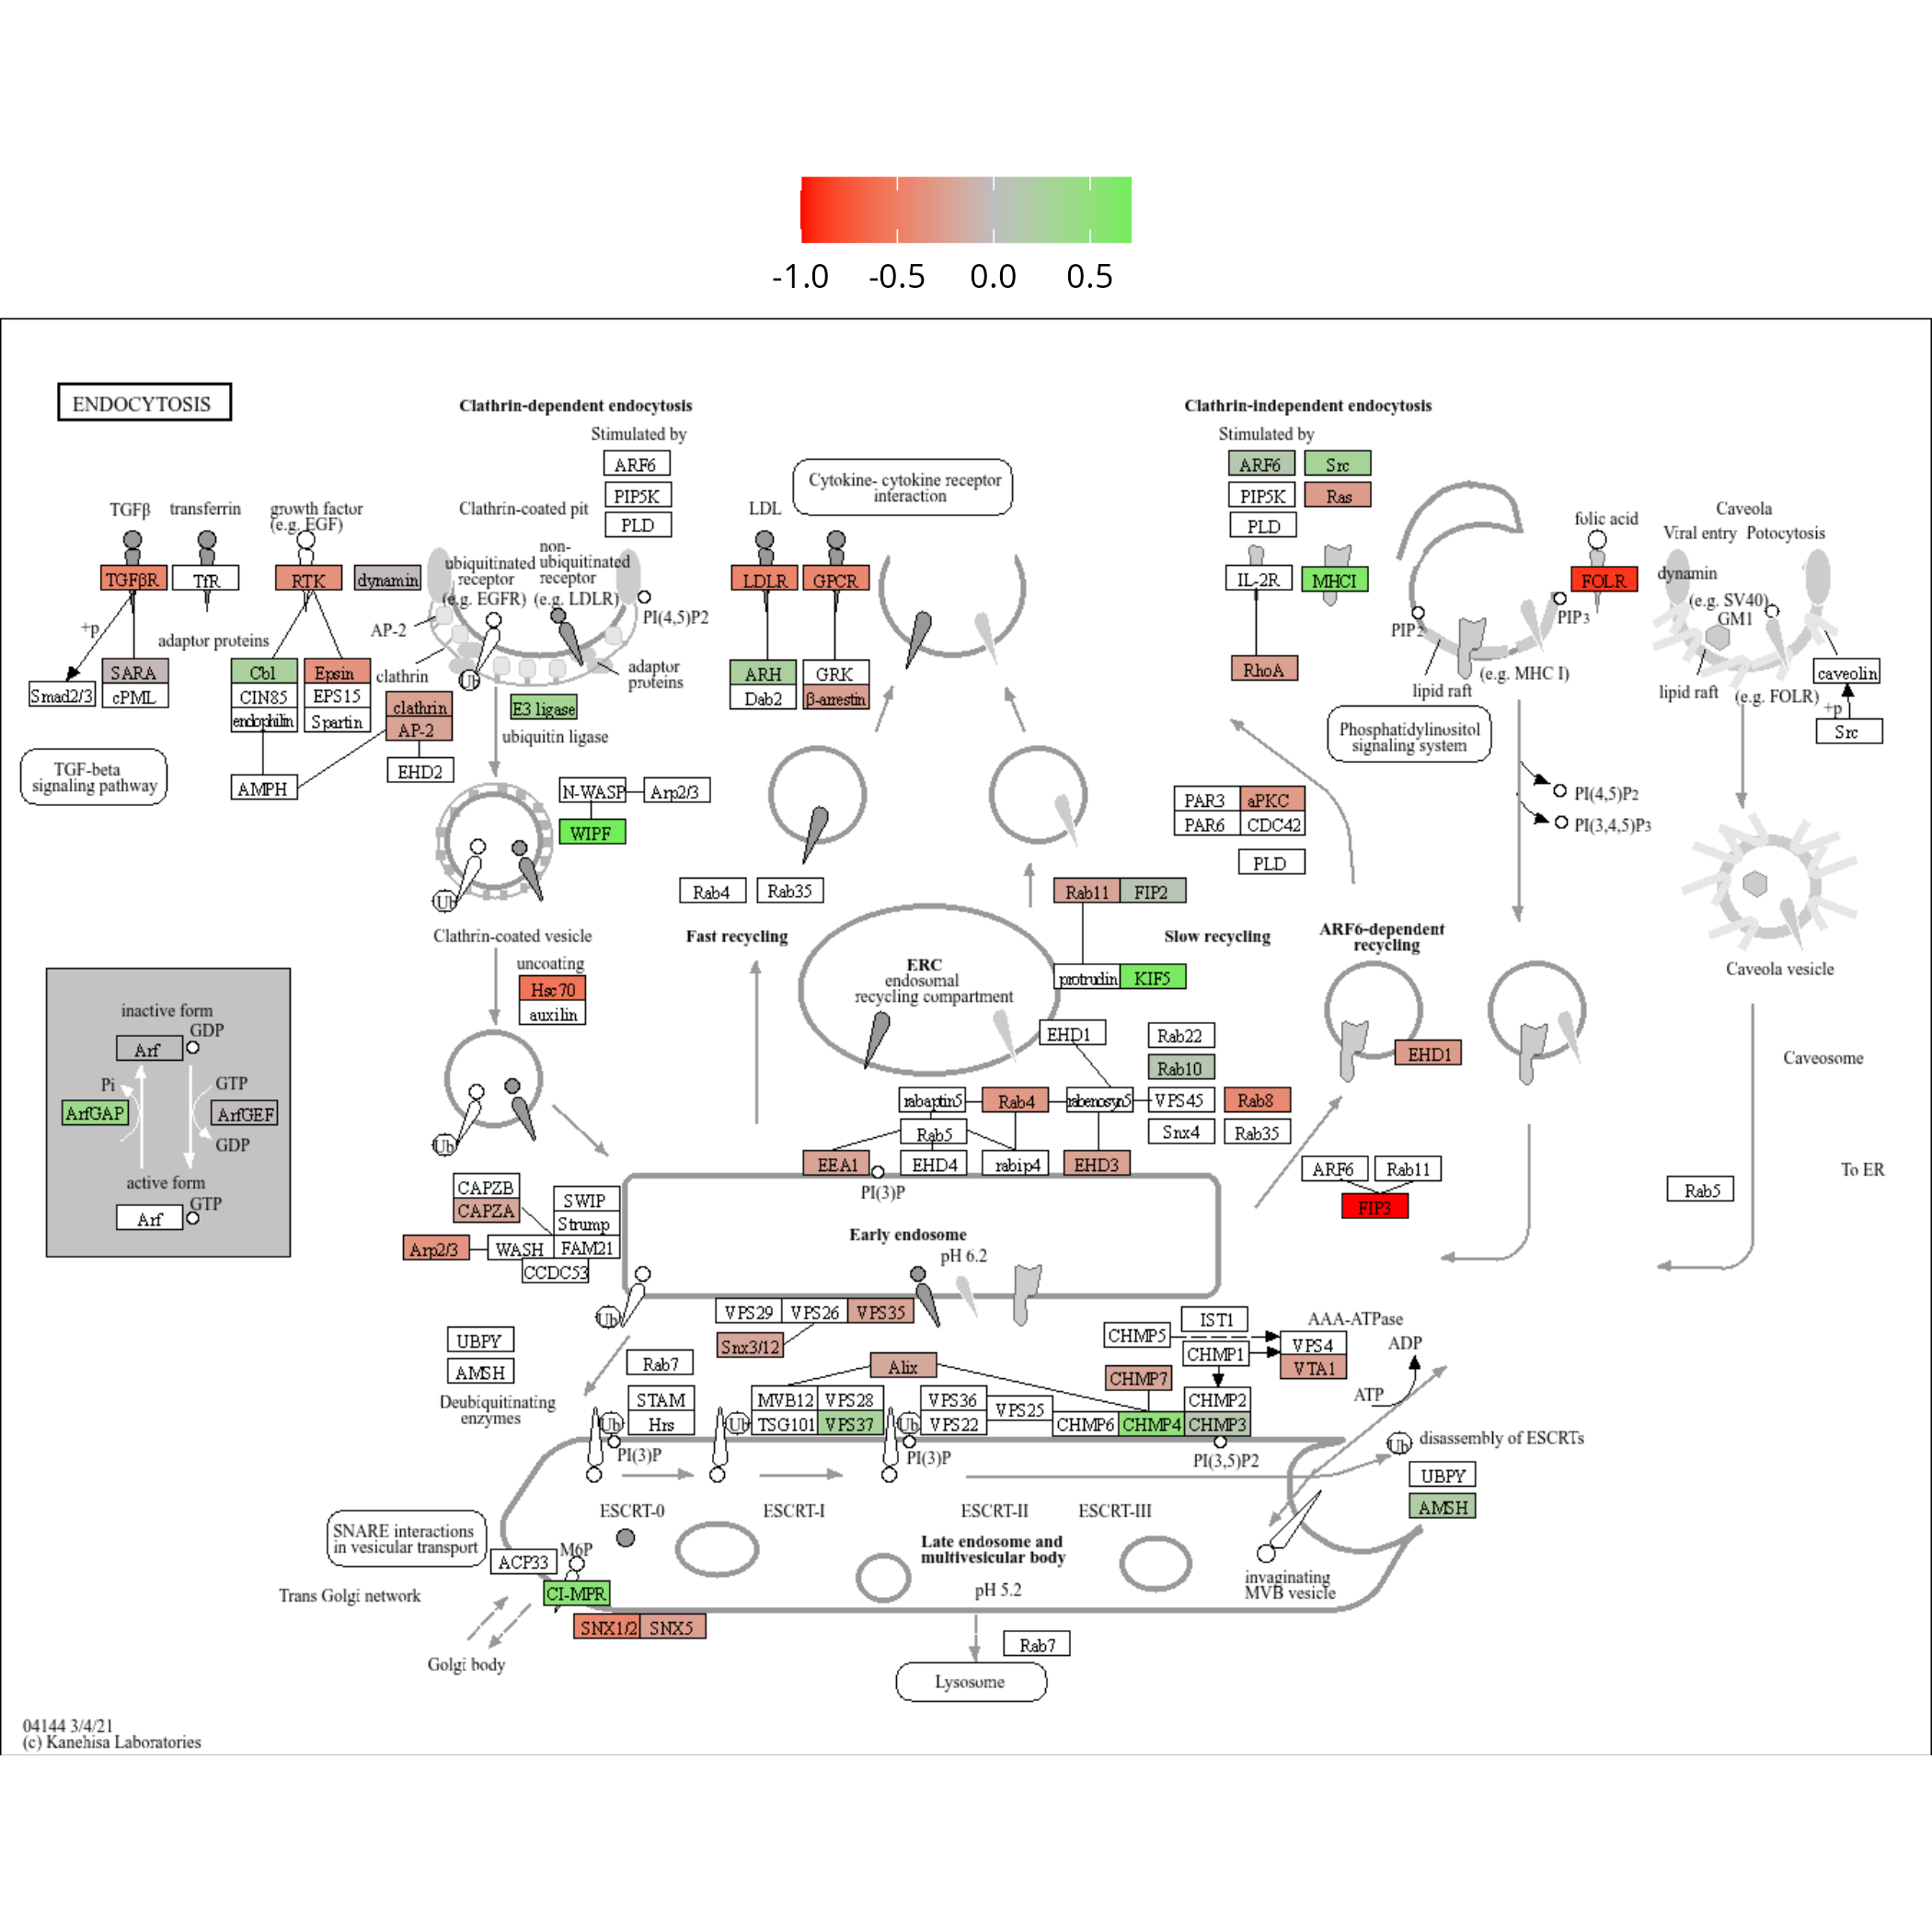 -1.0 -0.5 0.0 0.5
ENDOCYTOSIS
Clathrin-dependent endocytosis
Stimulated by
ARF6
PIP5K
PLD
Clathrin-independent endocytosis
Stimulated by
ARF6 Src
PIP5K Ras
PLD
IL-2R MHCI
RhoA
Cytokine- cytokine receptor
interaction
TGFβ transferrin growth factor
(e.g. EGF)
TGFβR TfR RTK dynamin
+p
adaptor proteins
SARA
cPML
Smad2/3
Cbl
CIN85
endophilin
AMPH
Epsin
EPS15
Spartin
TGF-beta
signaling pathway
Clathrin-coated pit
ubiquitinated
receptor
(e.g. EGFR)
non-
ubiquitinated
receptor
(e.g. LDLR)
PI(4,5)P2
AP-2
clathrin
clathrin
AP-2
EHD2
Ub
adaptor
proteins
E3 ligase
ubiquitin ligase
N-WASP Arp2/3
WIPF
Ub
Clathrin-coated vesicle
uncoating
Hsc70
auxilin
Ub
LDL
LDLR GPCR
ARH
Dab2
GRK
β-arrestin
folic acid
FOLR
PIP2
PIP3
lipid raft
(e.g. MHC I)
Phosphatidylinositol
signaling system
PI(4,5)P2
PI(3,4,5)P3
Caveola
Viral entry Potocytosis
dynamin
(e.g. SV40)
GM1
lipid raft
(e.g. FOLR)
caveolin
+p
Src
Caveola vesicle
Caveosome
To ER
Rab5
PAR3 aPKC
PAR6 CDC42
PLD
Rab4 Rab35
Fast recycling
Rab11 FIP2
Slow recycling
protrudin KIF5
ARF6-dependent
recycling
EHD1
ERC
endosomal
recycling compartment
EHD1
Rab22
Rab10
rabaptin5 Rab4 rabenosyn5 VPS45 Rab8
Rab5 Snx4 Rab35
EEA1 EHD4 rabip4 EHD3
PI(3)P
ARF6 Rab11
FIP3
inactive form
Arf
GDP
Pi GTP
ArfGAP ArfGEF
GDP
active form
Arf
GTP
CAPZB
CAPZA
SWIP
Strump
Arp2/3 WASH FAM21
CCDC53
Early endosome
pH 6.2
Ub
VPS29 VPS26 VPS35
Snx3/12
UBPY
AMSH
Deubiquitinating
enzymes
Rab7
STAM
Hrs
Ub
PI(3)P
Alix
MVB12 VPS28
TSG101 VPS37
Ub
VPS36
VPS22
VPS25
Ub
PI(3)P
CHMP5 IST1
CHMP1
CHMP7
CHMP2
CHMP6 CHMP4 CHMP3
PI(3,5)P2
AAA-ATPase
VPS4
VTA1
ADP
ATP
Ub
disassembly of ESCRTs
UBPY
AMSH
ESCRT-0 ESCRT-I ESCRT-II ESCRT-III
SNARE interactions
in vesicular transport
ACP33
M6P
CI-MPR
Trans Golgi network
SNX1/2 SNX5
Golgi body
Late endosome and
multivesicular body
pH 5.2
invaginating
MVB vesicle
Rab7
Lysosome
04144 3/4/21
(c) Kanehisa Laboratories